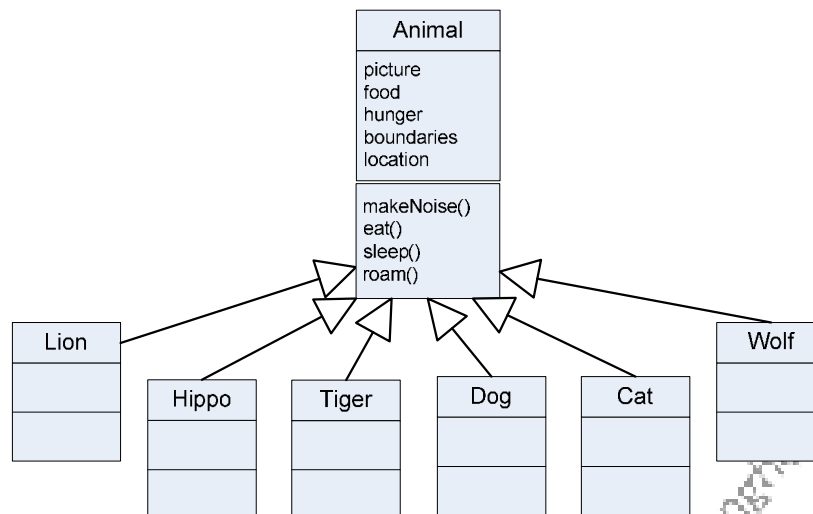 Animal
picture
food
hunger
boundaries
location
makeNoise()
eat()
sleep()
roam()
Lion
Hippo
Tiger
Dog
Cat
Wolf